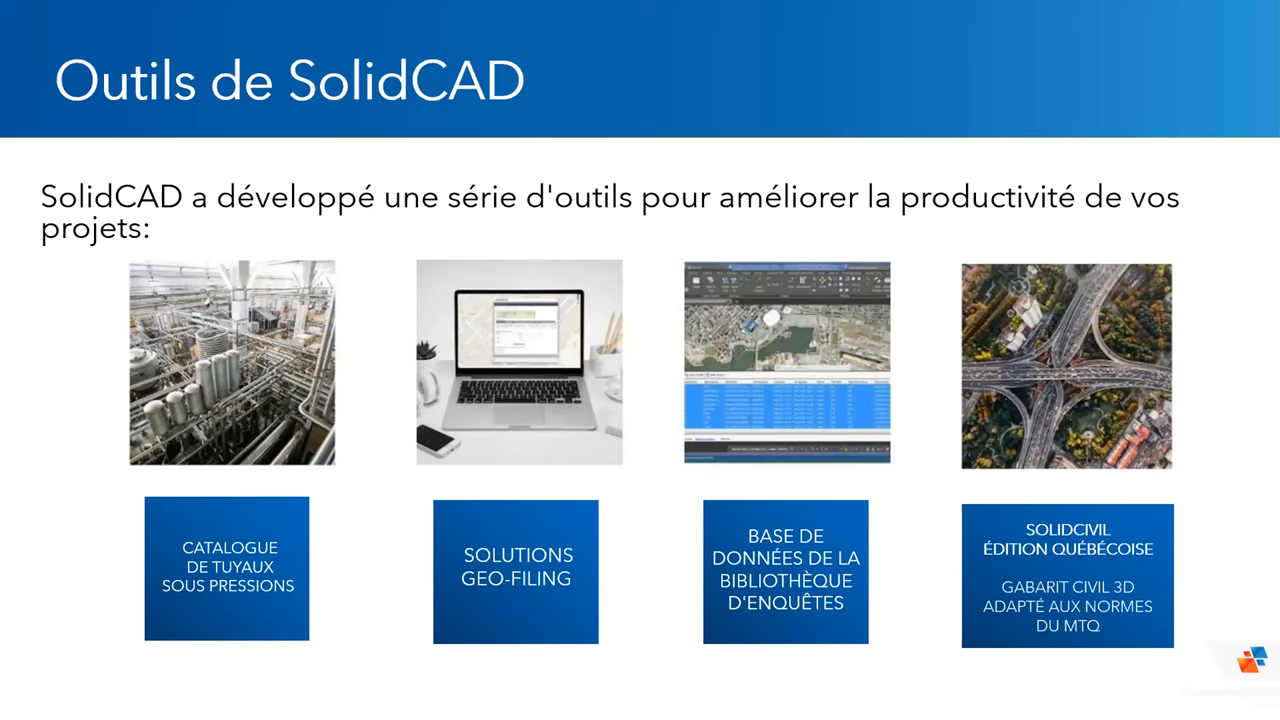 Outils de SolidCAD
SolidCAD a développé une série d'outils pour améliorer la productivité de vos
projets:
CATALOGUE
DE TUYAUX
SOUS PRESSIONS
SOLUTIONS
GEO-FILING
BASE DE
DONNÉES DE LA
BIBLIOTHÈQUE
D'ENQUÊTES
SOLIDCIVIL
ÉDITION QUÉBÉCOISE
GABARIT CIVIL 3D
ADAPTÉ AUX NORMES
DU MTQ